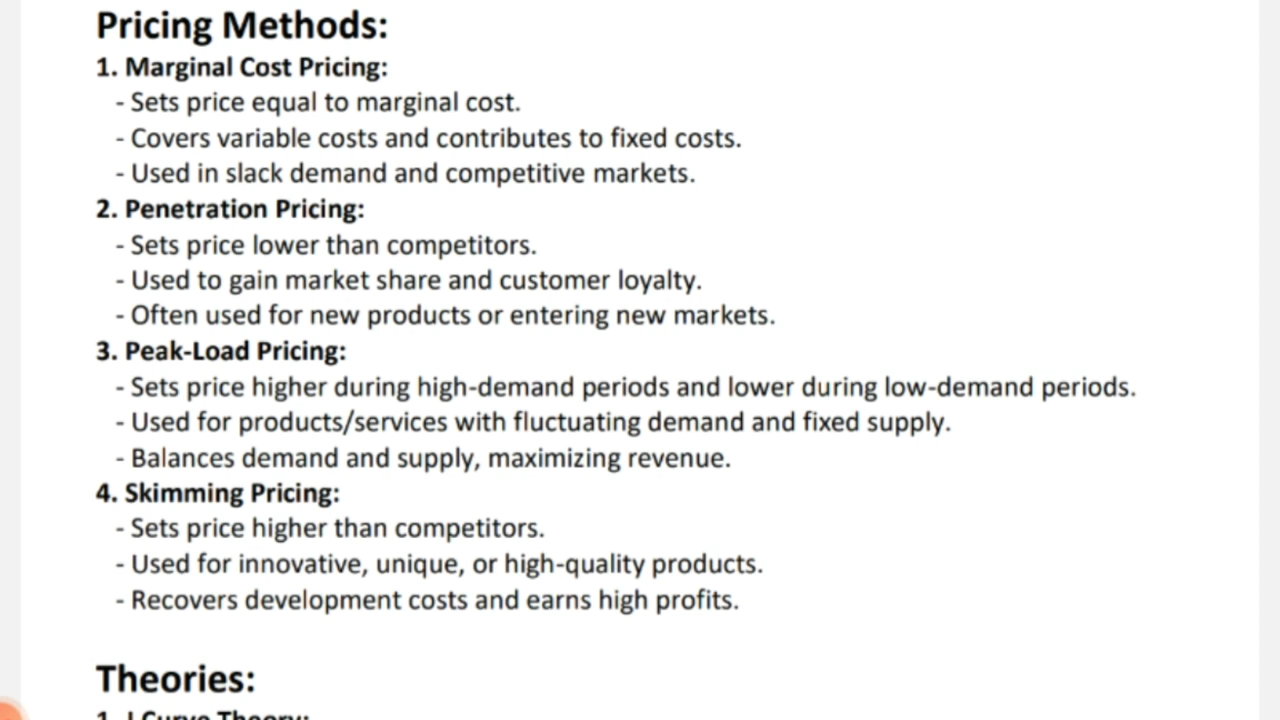 Pricing Methods:
1. Marginal Cost Pricing:
- Sets price equal to marginal cost.
- Covers variable costs and contributes to fixed costs.
- Used in slack demand and competitive markets.
2. Penetration Pricing:
- Sets price lower than competitors.
- Used to gain market share and customer loyalty.
- Often used for new products or entering new markets.
3. Peak-Load Pricing:
- Sets price higher during high-demand periods and lower during low-demand periods.
- Used for products/services with fluctuating demand and fixed supply.
- Balances demand and supply, maximizing revenue.
4. Skimming Pricing:
- Sets price higher than competitors.
- Used for innovative, unique, or high-quality products.
- Recovers development costs and earns high profits.
Theories:
1. J Curve Theory: